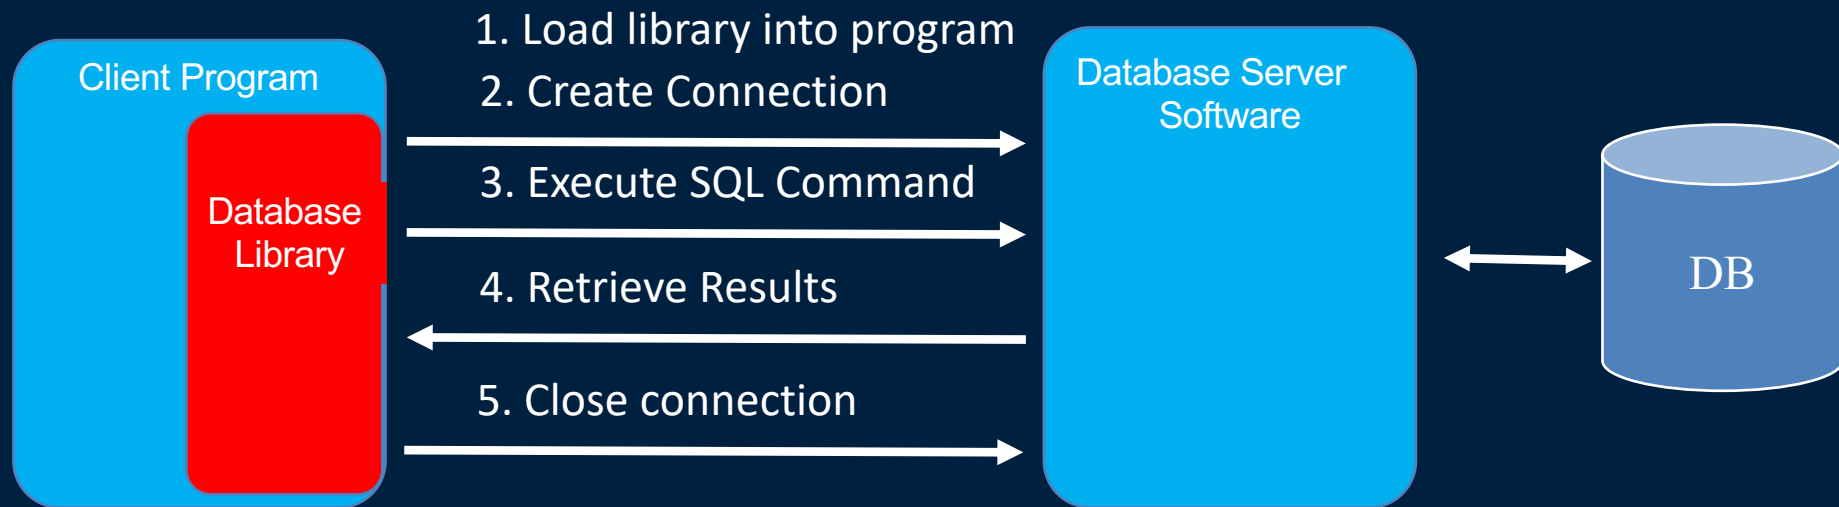 1. Load library into program
Client Program
Database Server
Software
2. Create Connection
3. Execute SQL Command
Database
Library
4. Retrieve Results
DB
5. Close connection